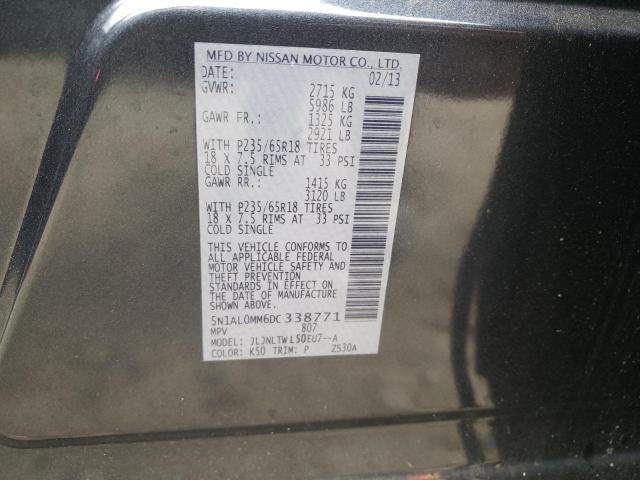 MFD BY NISSAN MOTOR CO., LTD.
DATE: 02/13
GVWR: 2715 KG
5986 LB
GAWR FR.: 1325 KG
2921 LB
WITH P235/65R18 TIRES
18 X 7.5 RIMS AT 33 PSI
COLD SINGLE
GAWR RR.: 1415 KG
3120 LB
WITH P235/65R18 TIRES
18 X 7.5 RIMS AT 33 PSI
COLD SINGLE
THIS VEHICLE CONFORMS TO
ALL APPLICABLE FEDERAL
MOTOR VEHICLE SAFETY AND
THEFT PREVENTION
STANDARDS IN EFFECT ON
THE DATE OF MANUFACTURE
SHOWN ABOVE.
5N1AL0MM6DC338771
MPV 807
MODEL: JLJNLTWL50EU7--A
COLOR: K50 TRIM: P Z530A